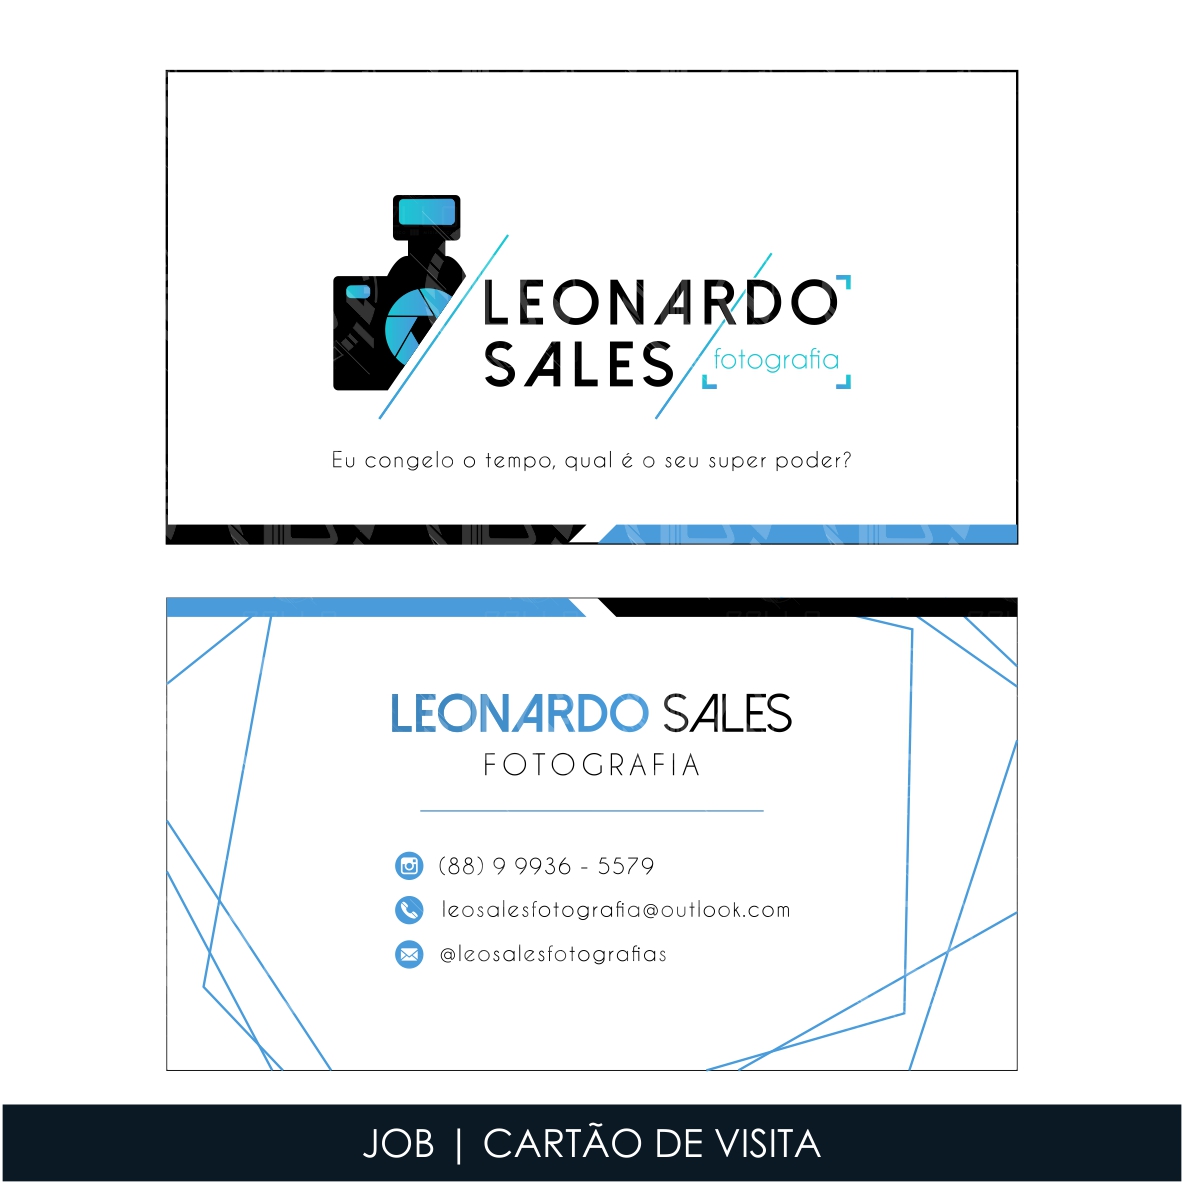 LEONARDO
SALES
fotografia
Eu congelo o tempo, qual é o seu super poder?
LEONARDO SALES
FOTOGRAFIA
(88) 9 9936 - 5579
leosalesfotografia@outlook.com
@leosalesfotografias
JOB | CARTÃO DE VISITA